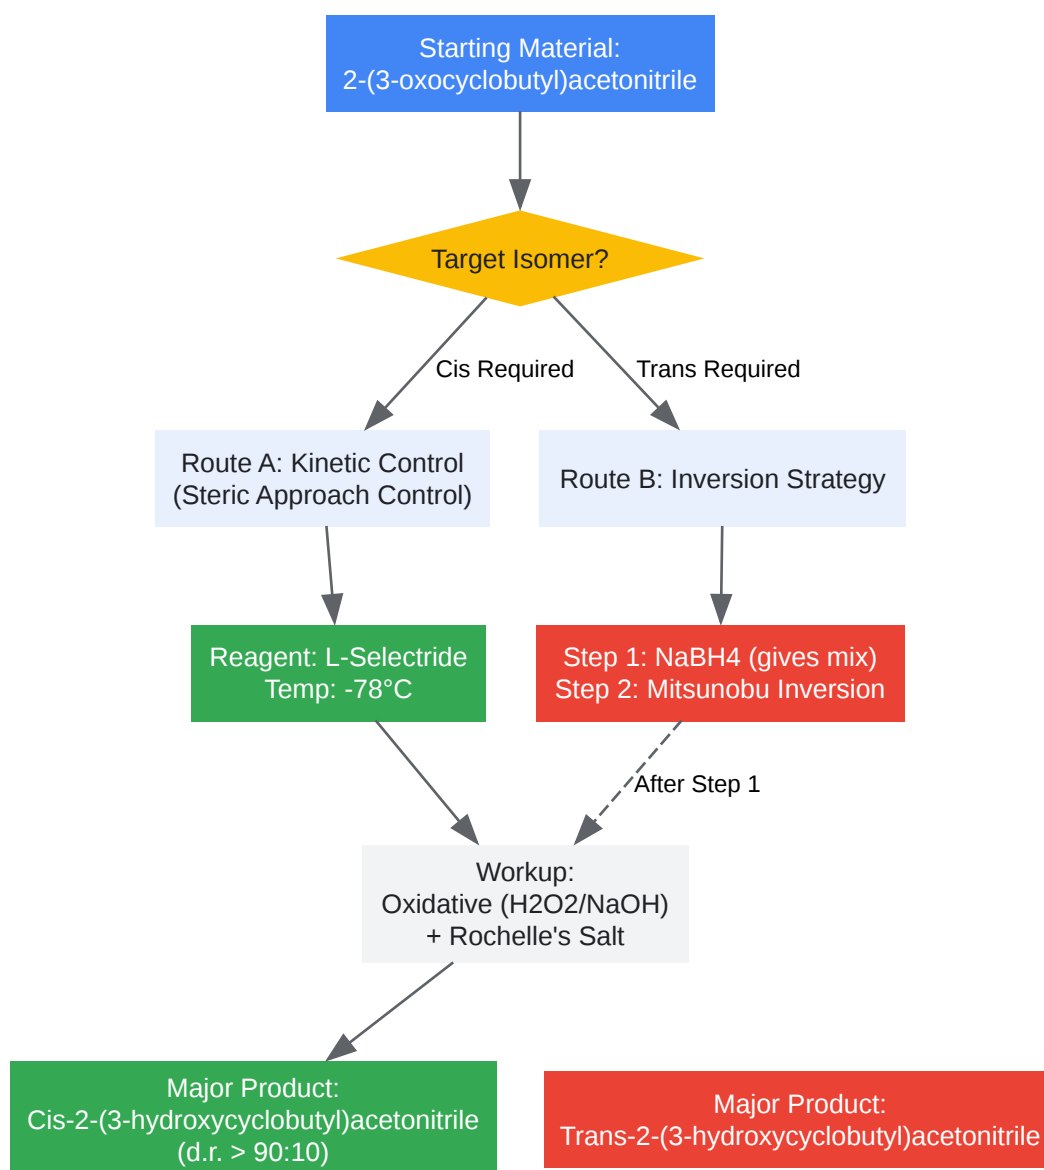 Starting Material:
2-(3-oxocyclobutyl)acetonitrile
Target Isomer?
Cis Required
Trans Required
Route A: Kinetic Control
(Steric Approach Control)
Route B: Inversion Strategy
Reagent: L-Selectride
Temp: -78°C
Step 1: NaBH4 (gives mix)
Step 2: Mitsunobu Inversion
After Step 1
Workup:
Oxidative (H2O2/NaOH)
+ Rochelle's Salt
Major Product:
Cis-2-(3-hydroxycyclobutyl)acetonitrile
(d.r. > 90:10)
Major Product:
Trans-2-(3-hydroxycyclobutyl)acetonitrile